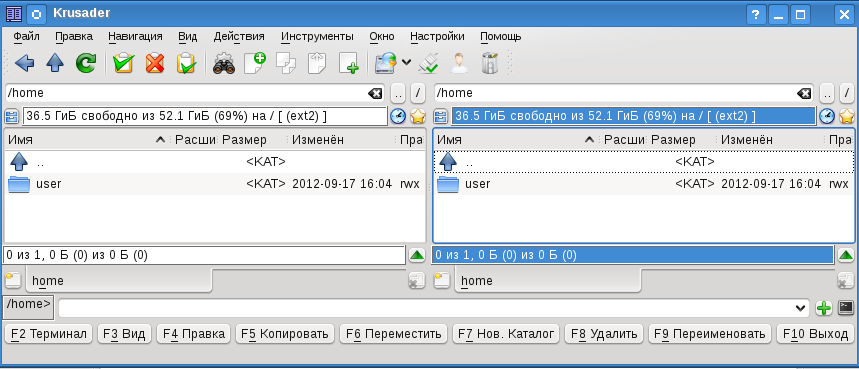 Krusader
Файл Правка Навигация Вид Действия Инструменты Окно Настройки Помощь
/home .. / /home .. /
36.5 ГиБ свободно из 52.1 ГиБ (69%) на / [ (ext2) ] 36.5 ГиБ свободно из 52.1 ГиБ (69%) на / [ (ext2) ]
Имя Расши Размер Изменён Пра Имя Расши Размер Изменён Пра
.. <КАТ> .. <КАТ>
user <КАТ> 2012-09-17 16:04 rwx user <КАТ> 2012-09-17 16:04 rwx
0 из 1, 0 Б (0) из 0 Б (0) 0 из 1, 0 Б (0) из 0 Б (0)
home home
/home>
F2 Терминал F3 Вид F4 Правка F5 Копировать F6 Переместить F7 Нов. Каталог F8 Удалить F9 Переименовать F10 Выход